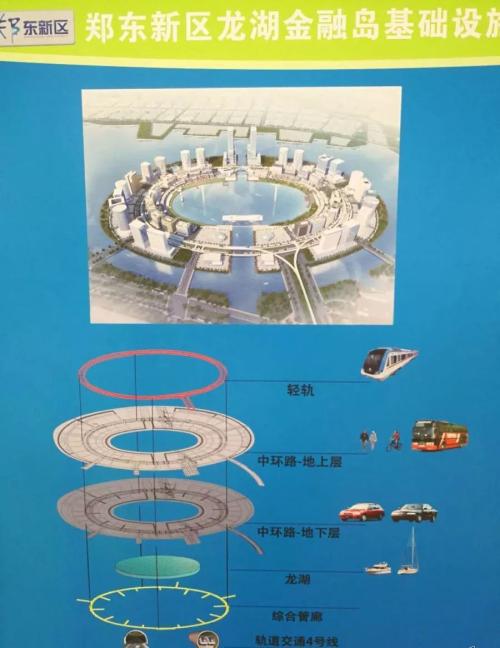 郑东新区
郑东新区龙湖金融岛基础设施
轻轨
中环路-地上层
中环路-地下层
龙湖
综合管廊
轨道交通4号线